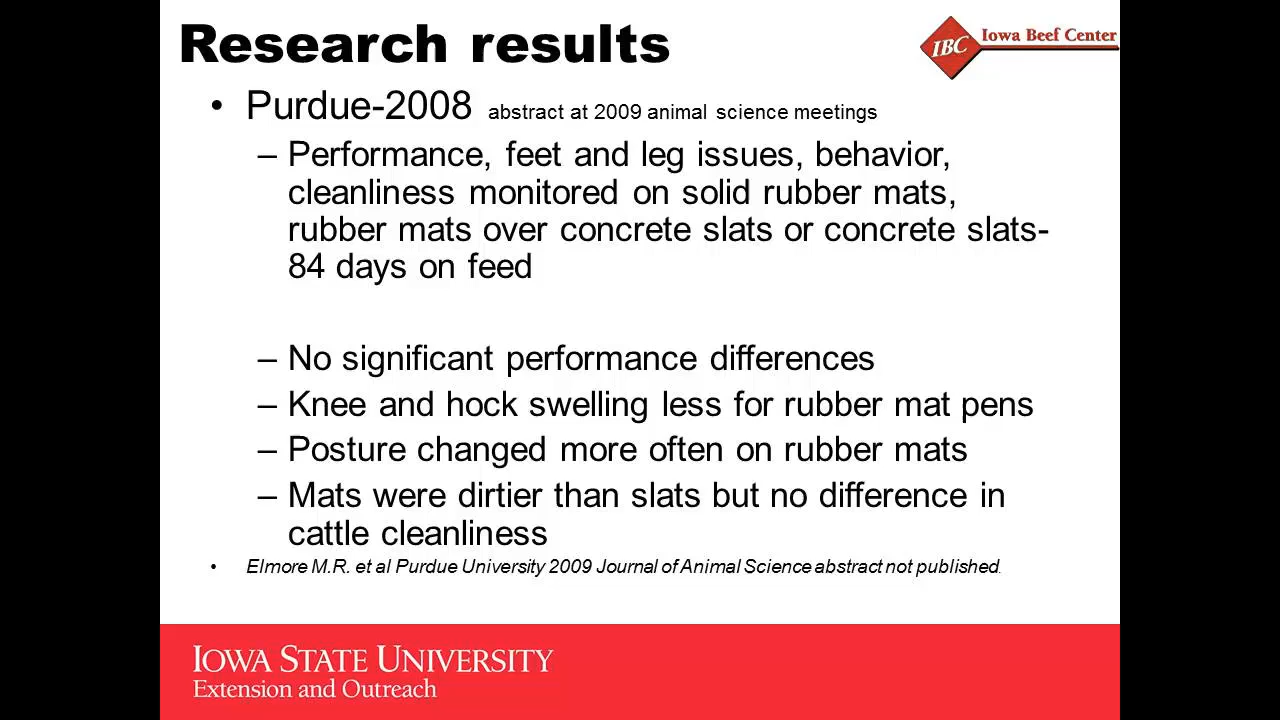 Research results
IBC Iowa Beef Center
• Purdue-2008 abstract at 2009 animal science meetings
– Performance, feet and leg issues, behavior,
cleanliness monitored on solid rubber mats,
rubber mats over concrete slats or concrete slats-
84 days on feed
– No significant performance differences
– Knee and hock swelling less for rubber mat pens
– Posture changed more often on rubber mats
– Mats were dirtier than slats but no difference in
cattle cleanliness
• Elmore M.R. et al Purdue University 2009 Journal of Animal Science abstract not published.
IOWA STATE UNIVERSITY
Extension and Outreach